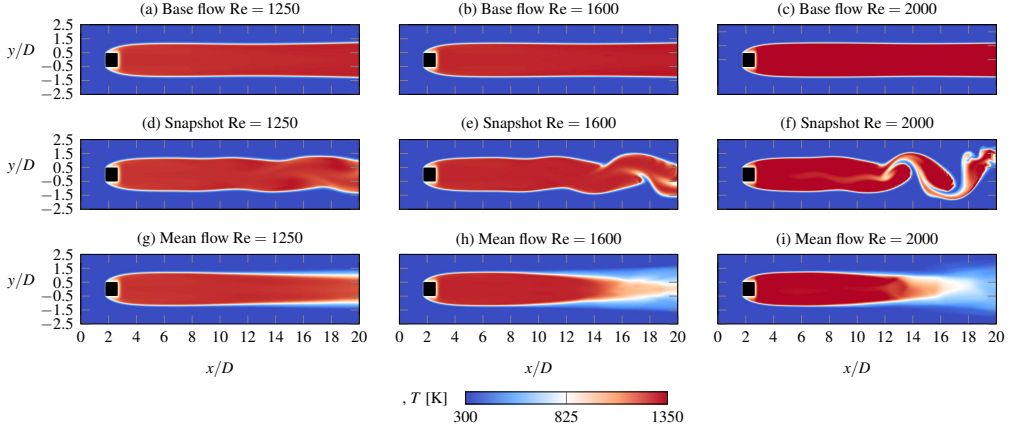 (a) Base flow Re = 1250 (b) Base flow Re = 1600 (c) Base flow Re = 2000
y/D
2.5
1.5
0.5
−0.5
−1.5
−2.5
(d) Snapshot Re = 1250 (e) Snapshot Re = 1600 (f) Snapshot Re = 2000
y/D
2.5
1.5
0.5
−0.5
−1.5
−2.5
(g) Mean flow Re = 1250 (h) Mean flow Re = 1600 (i) Mean flow Re = 2000
y/D
2.5
1.5
0.5
−0.5
−1.5
−2.5
0 2 4 6 8 10 12 14 16 18 20 0 2 4 6 8 10 12 14 16 18 20 0 2 4 6 8 10 12 14 16 18 20
x/D x/D x/D
, T [K]
300 825 1350